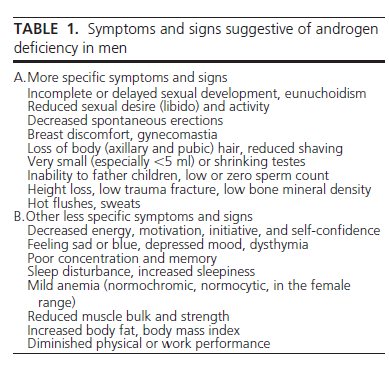 TABLE 1. Symptoms and signs suggestive of androgen
deficiency in men
A. More specific symptoms and signs
Incomplete or delayed sexual development, eunuchoidism
Reduced sexual desire (libido) and activity
Decreased spontaneous erections
Breast discomfort, gynecomastia
Loss of body (axillary and pubic) hair, reduced shaving
Very small (especially <5 ml) or shrinking testes
Inability to father children, low or zero sperm count
Height loss, low trauma fracture, low bone mineral density
Hot flushes, sweats
B. Other less specific symptoms and signs
Decreased energy, motivation, initiative, and self-confidence
Feeling sad or blue, depressed mood, dysthymia
Poor concentration and memory
Sleep disturbance, increased sleepiness
Mild anemia (normochromic, normocytic, in the female
range)
Reduced muscle bulk and strength
Increased body fat, body mass index
Diminished physical or work performance